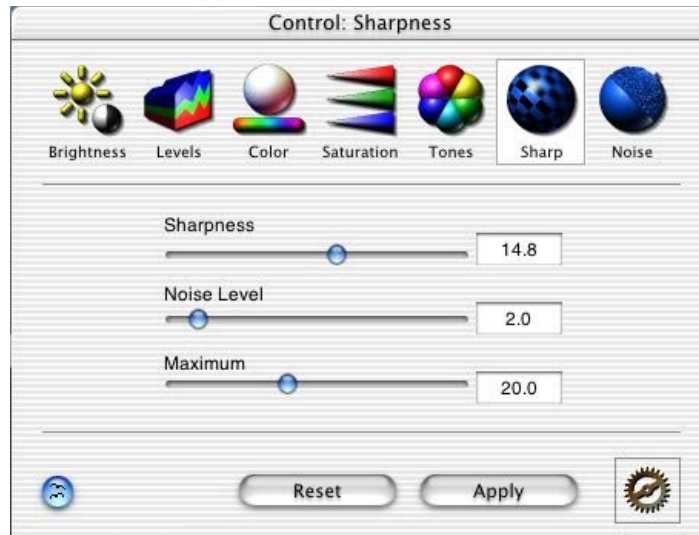 Control: Sharpness
Brightness Levels Color Saturation Tones Sharp Noise
Sharpness
14.8
Noise Level
2.0
Maximum
20.0
Reset Apply